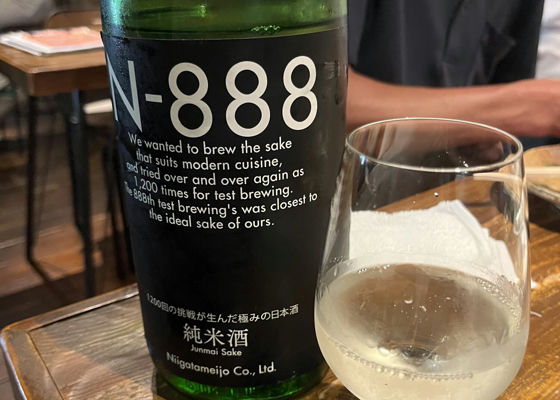 N-888
We wanted to brew the sake
that suits modern cuisine,
and tried over and over again as
1,200 times for test brewing.
The 888th test brewing's was closest to
the ideal sake of ours.
1200回の挑戦が生んだ極みの日本酒
純米酒
Junmai Sake
Niigatameijo Co., Ltd.